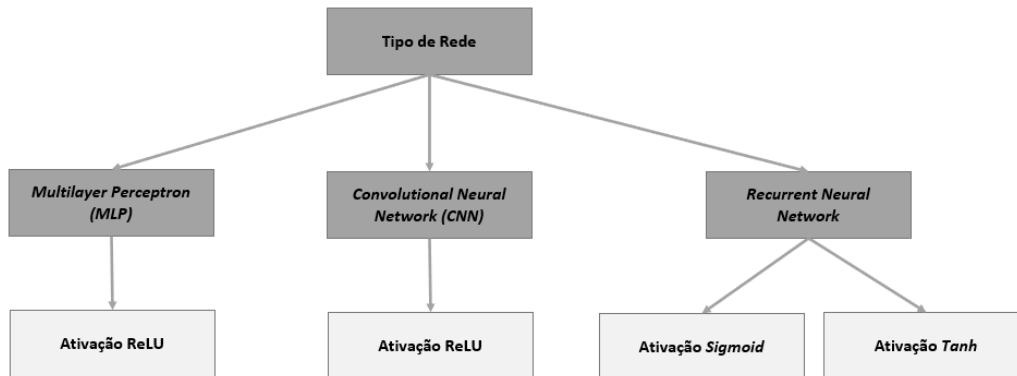 Tipo de Rede
Multilayer Perceptron
(MLP)
Convolutional Neural
Network (CNN)
Recurrent Neural
Network
Ativação ReLU
Ativação ReLU
Ativação Sigmoid
Ativação Tanh